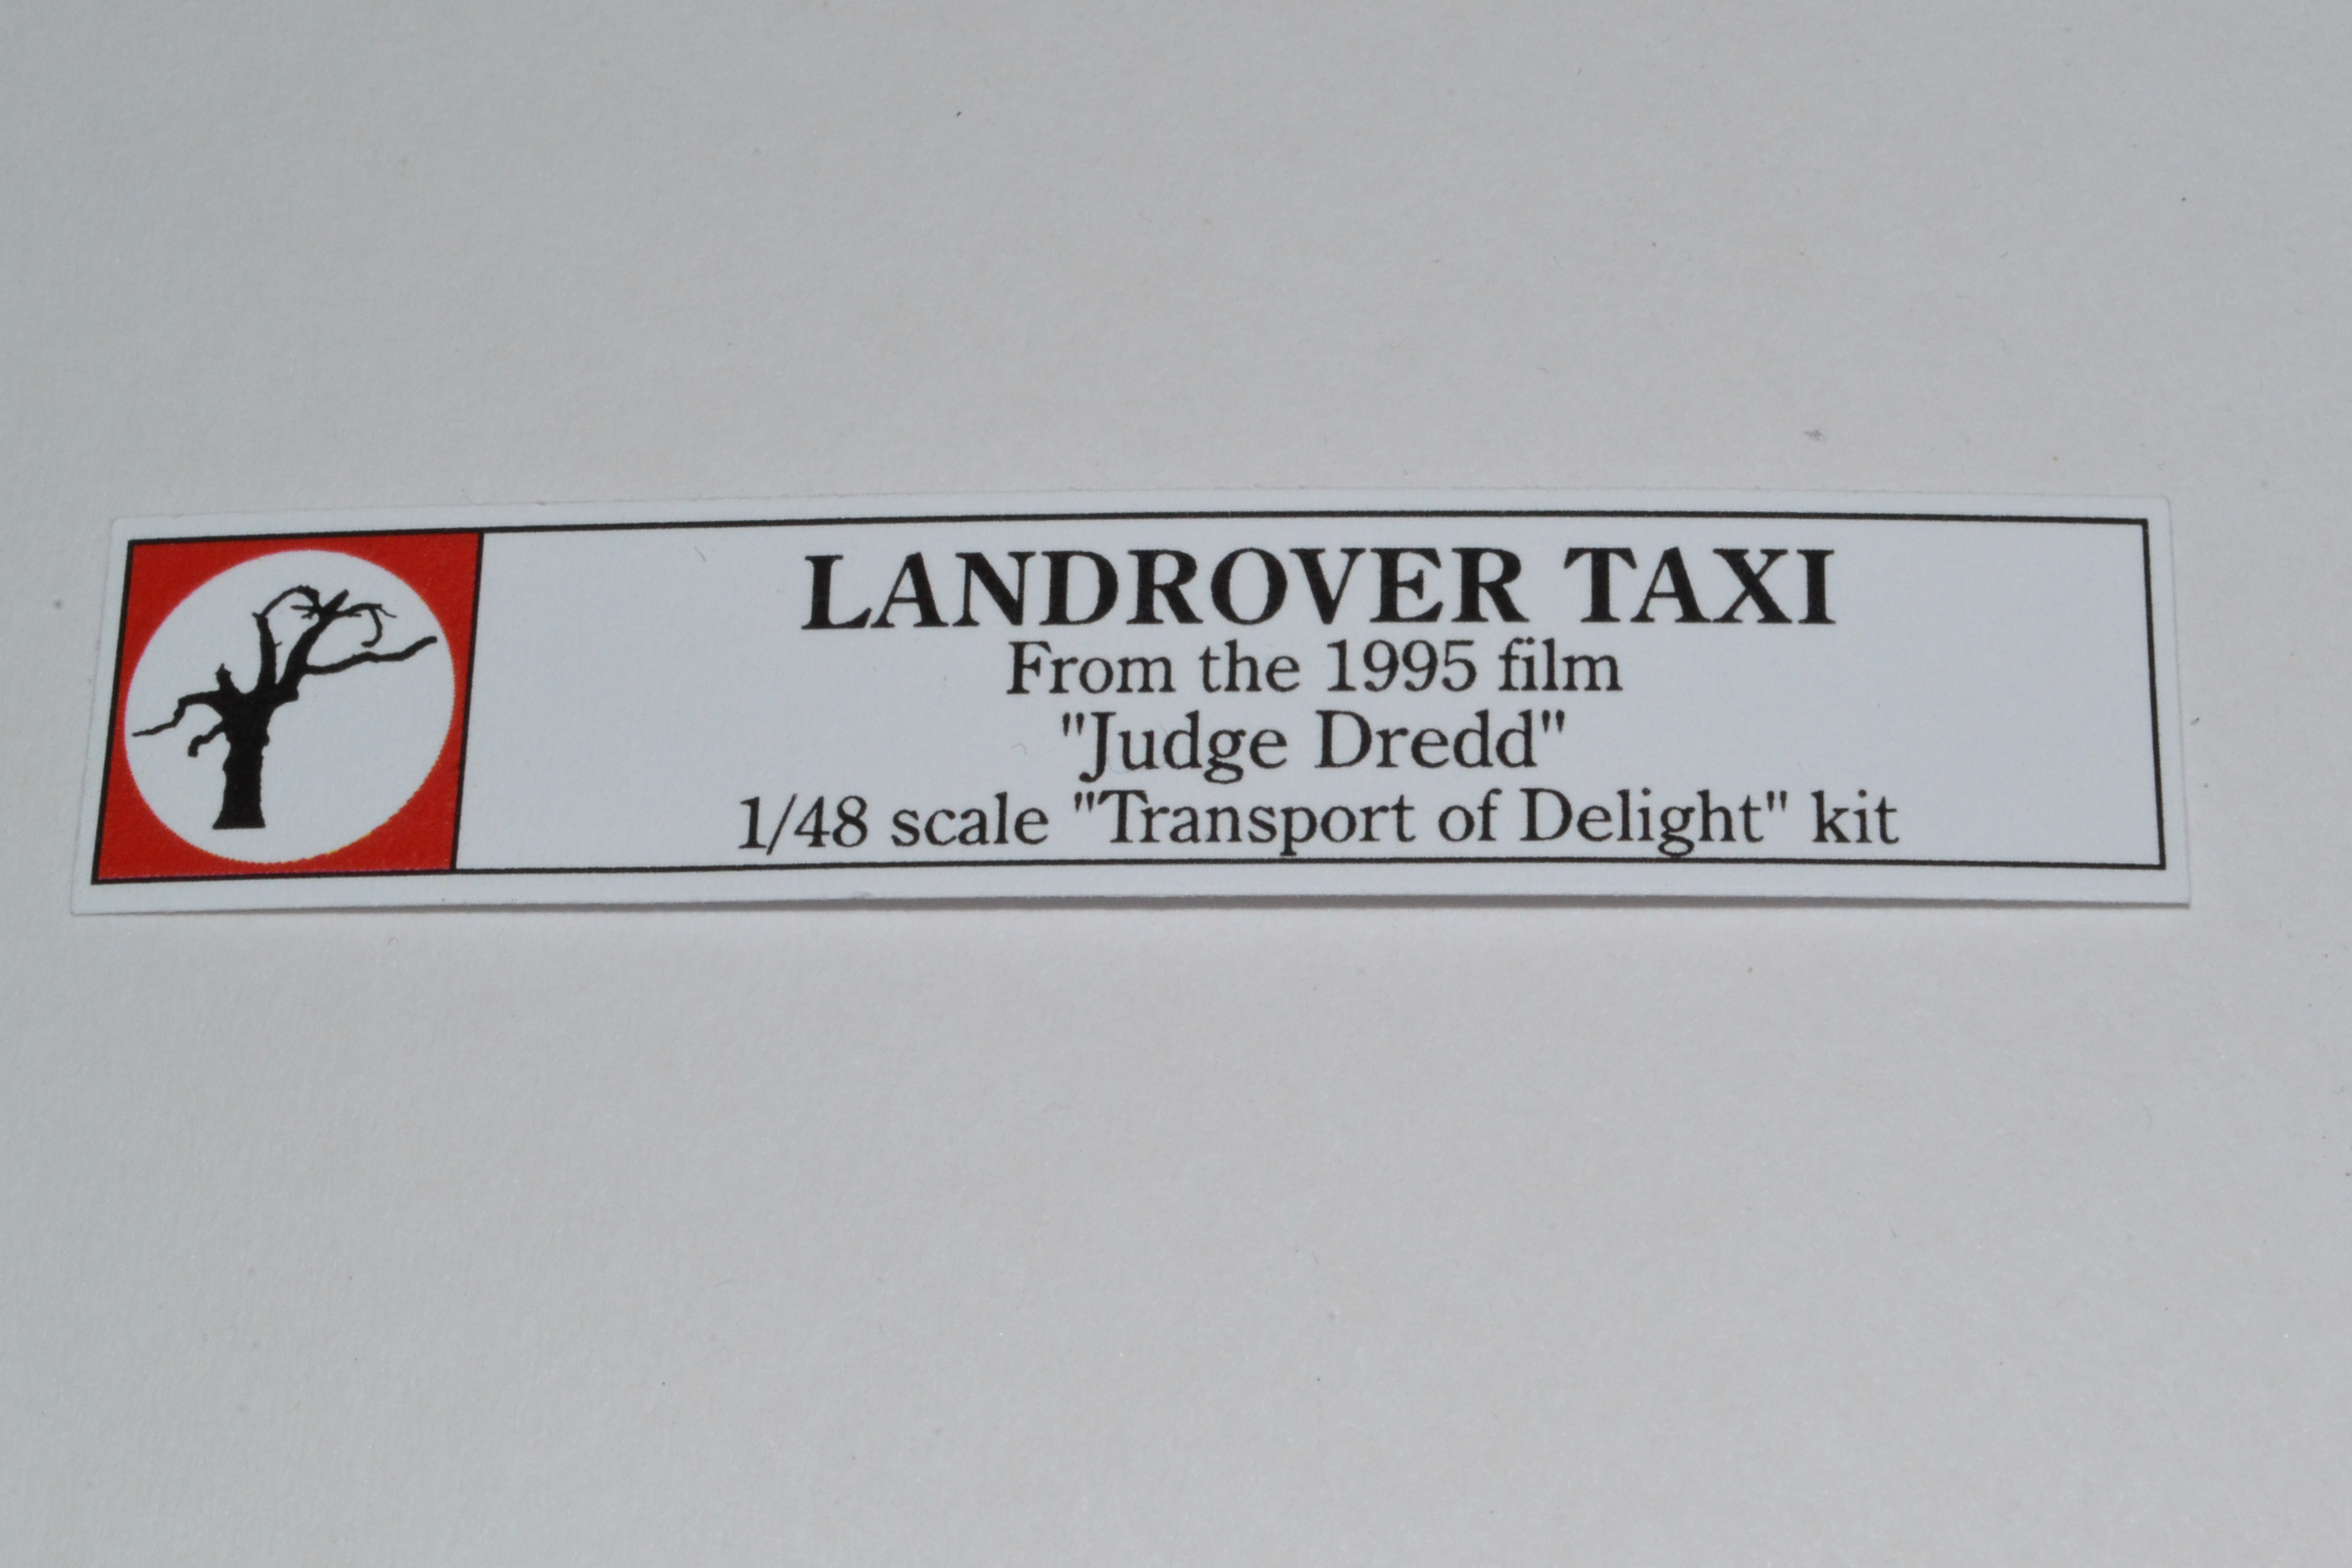 LANDROVER TAXI
From the 1995 film
"Judge Dredd"
1/48 scale "Transport of Delight" kit